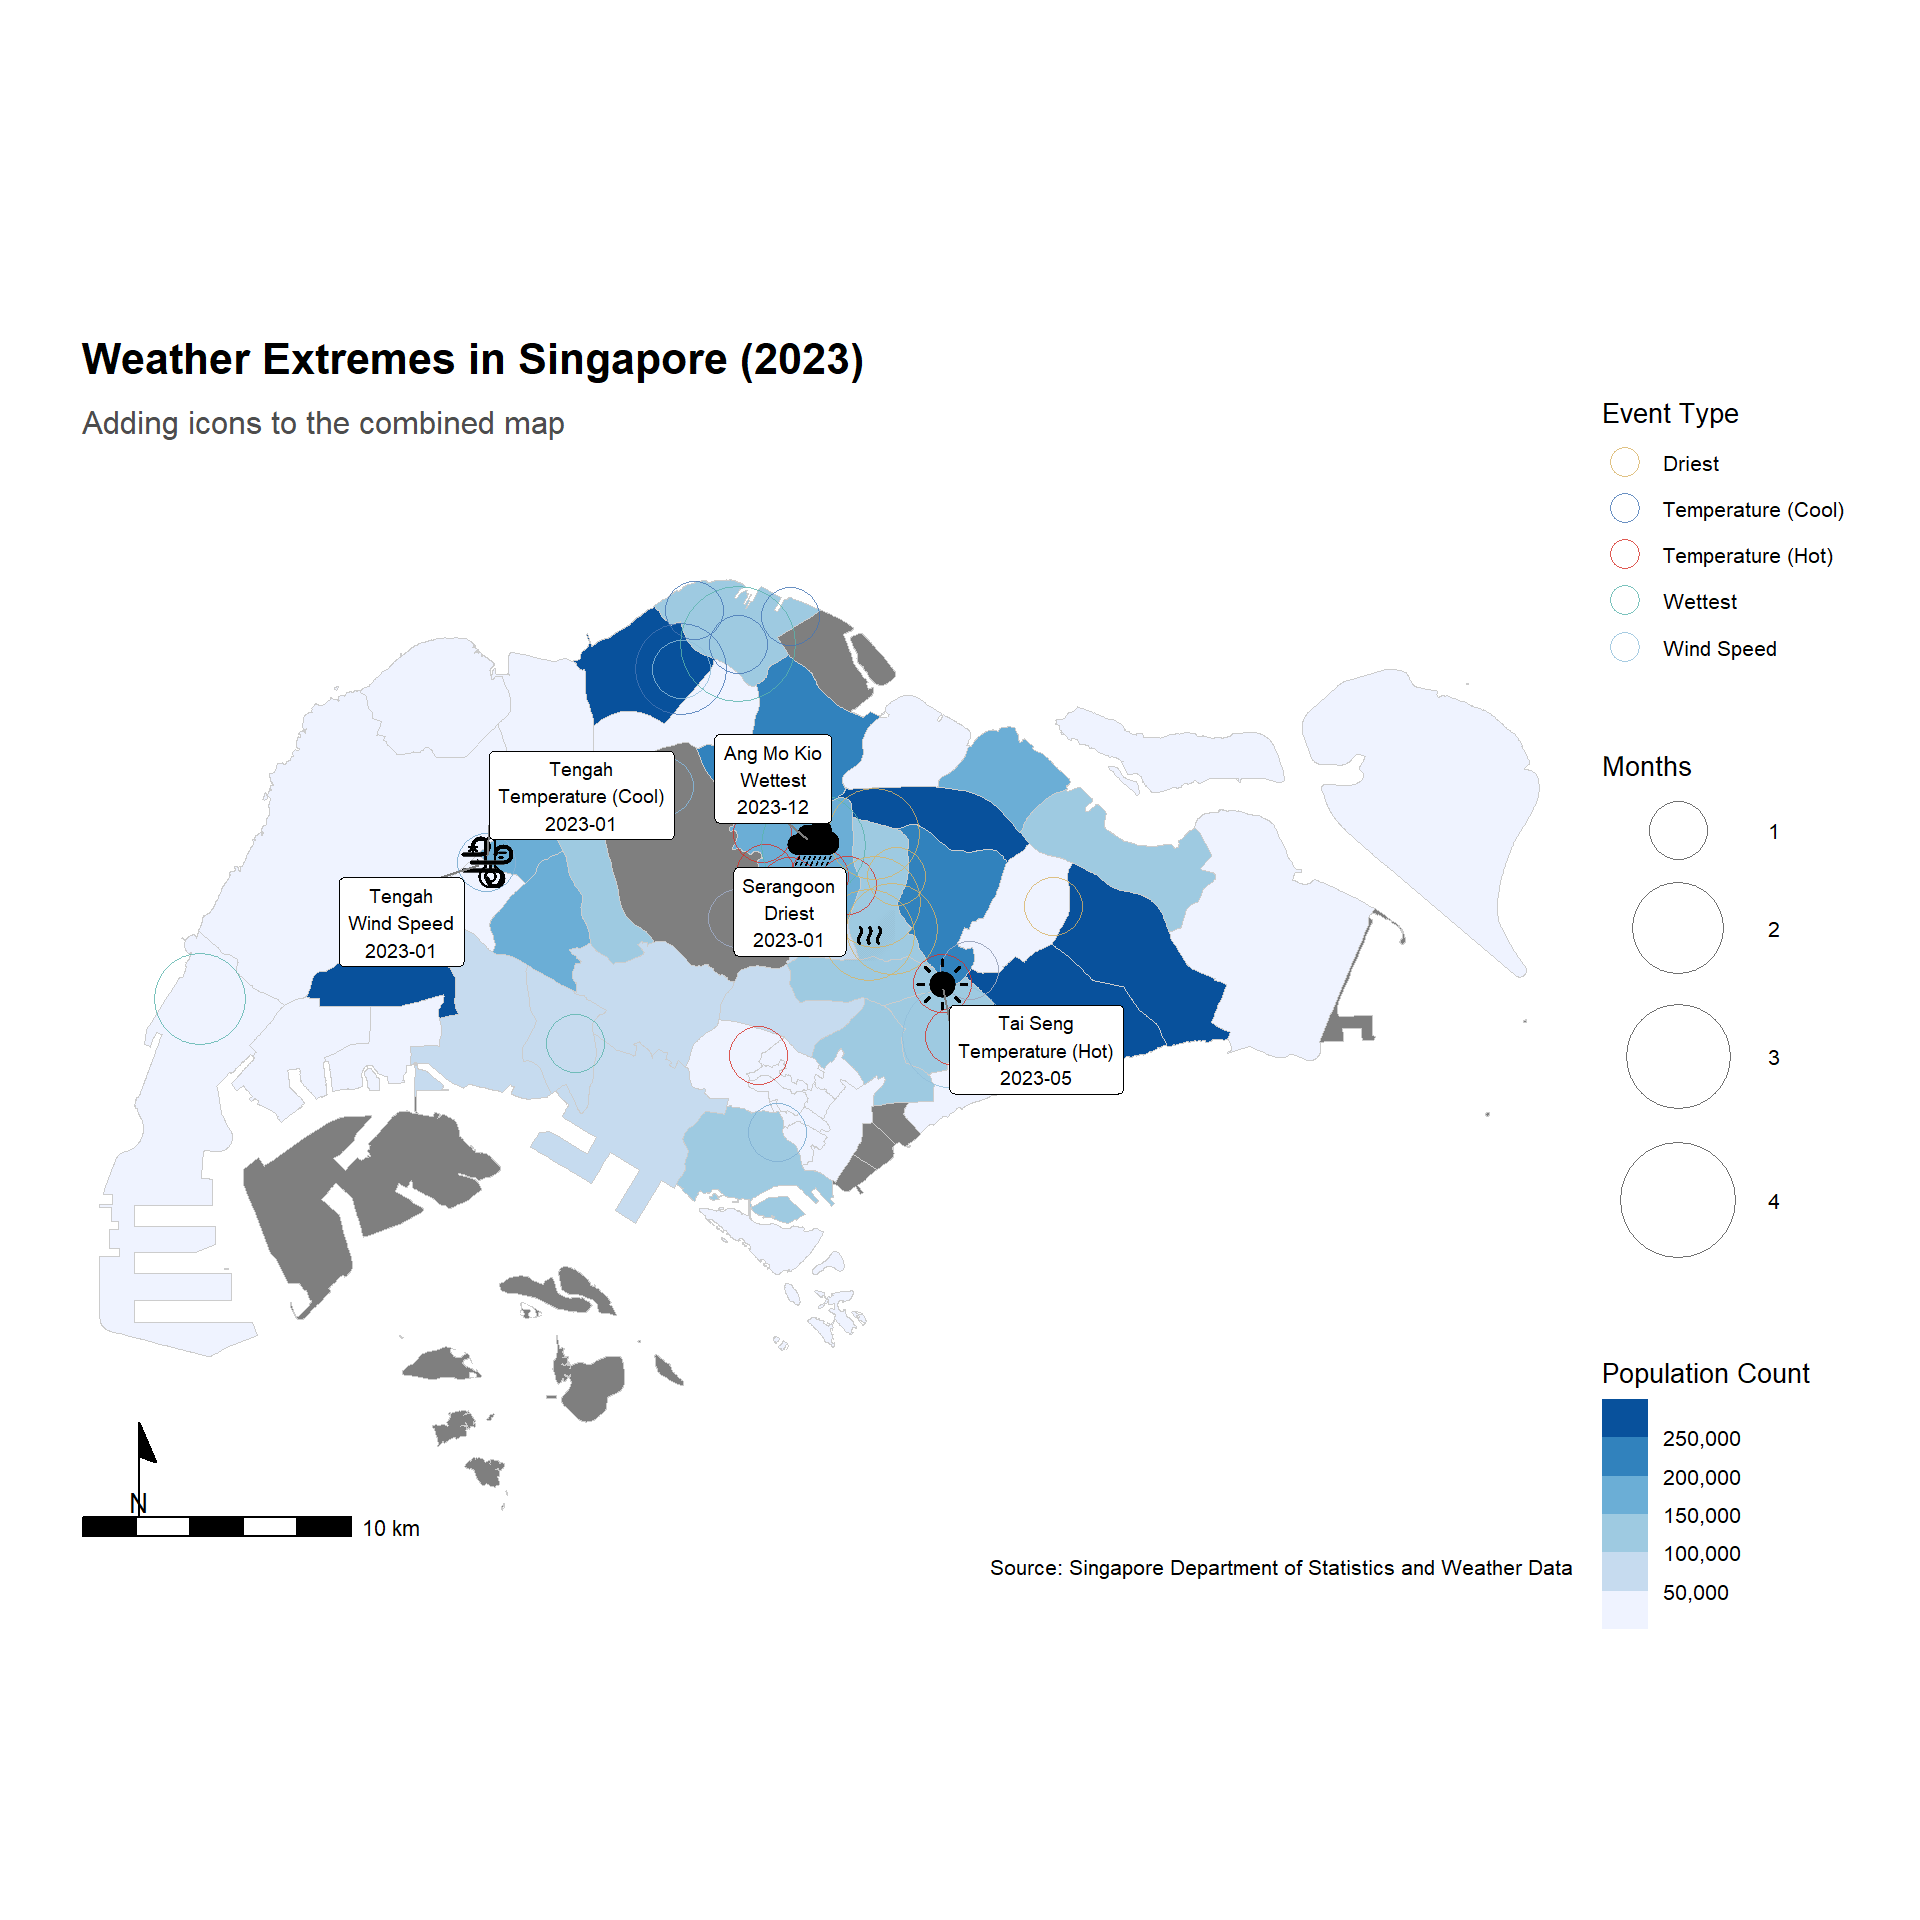 Weather Extremes in Singapore (2023)
Adding icons to the combined map
Event Type
Driest
Temperature (Cool)
Temperature (Hot)
Wettest
Wind Speed
Months
1
2
3
4
Population Count
250,000
200,000
150,000
100,000
50,000
Ang Mo Kio
Wettest
2023-12
Tengah
Temperature (Cool)
2023-01
Tengah
Wind Speed
2023-01
Serangoon
Driest
2023-01
Tai Seng
Temperature (Hot)
2023-05
N
10 km
Source: Singapore Department of Statistics and Weather Data